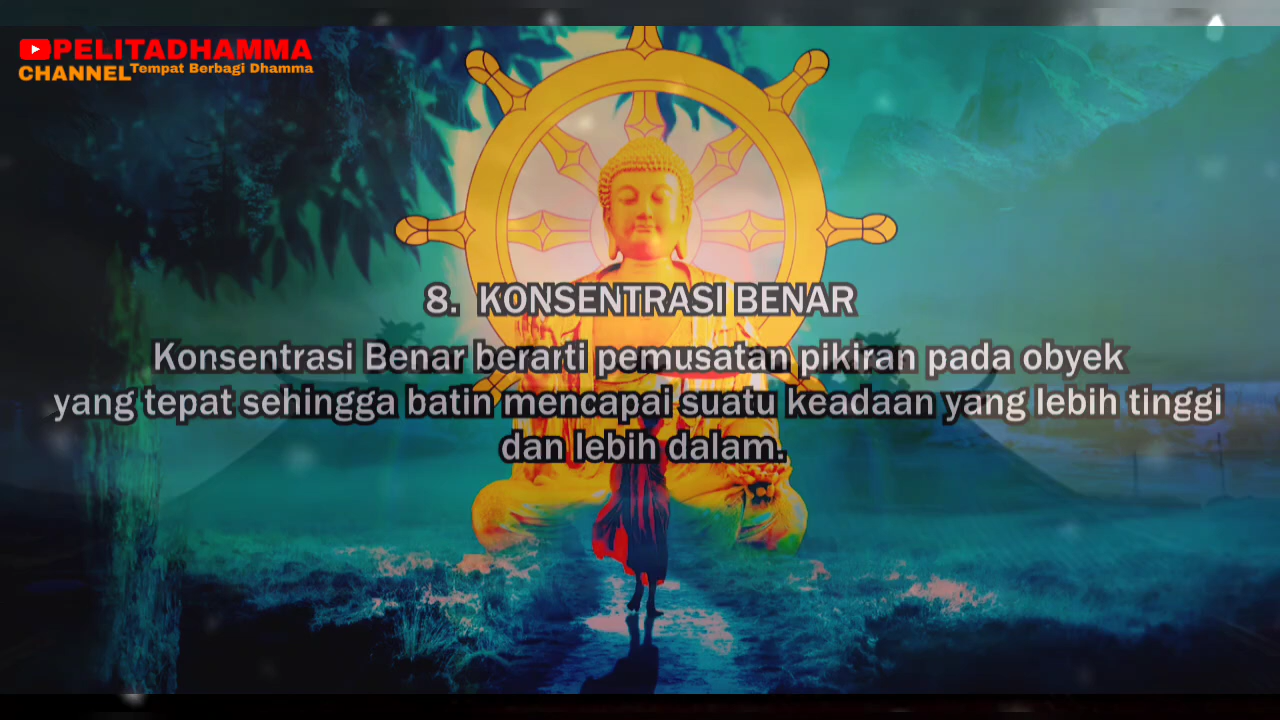 PELITADHAMMA
CHANNEL Tempat Berbagi Dhamma
8. KONSENTRASI BENAR
Konsentrasi Benar berarti pemusatan pikiran pada obyek
yang tepat sehingga batin mencapai suatu keadaan yang lebih tinggi
dan lebih dalam.